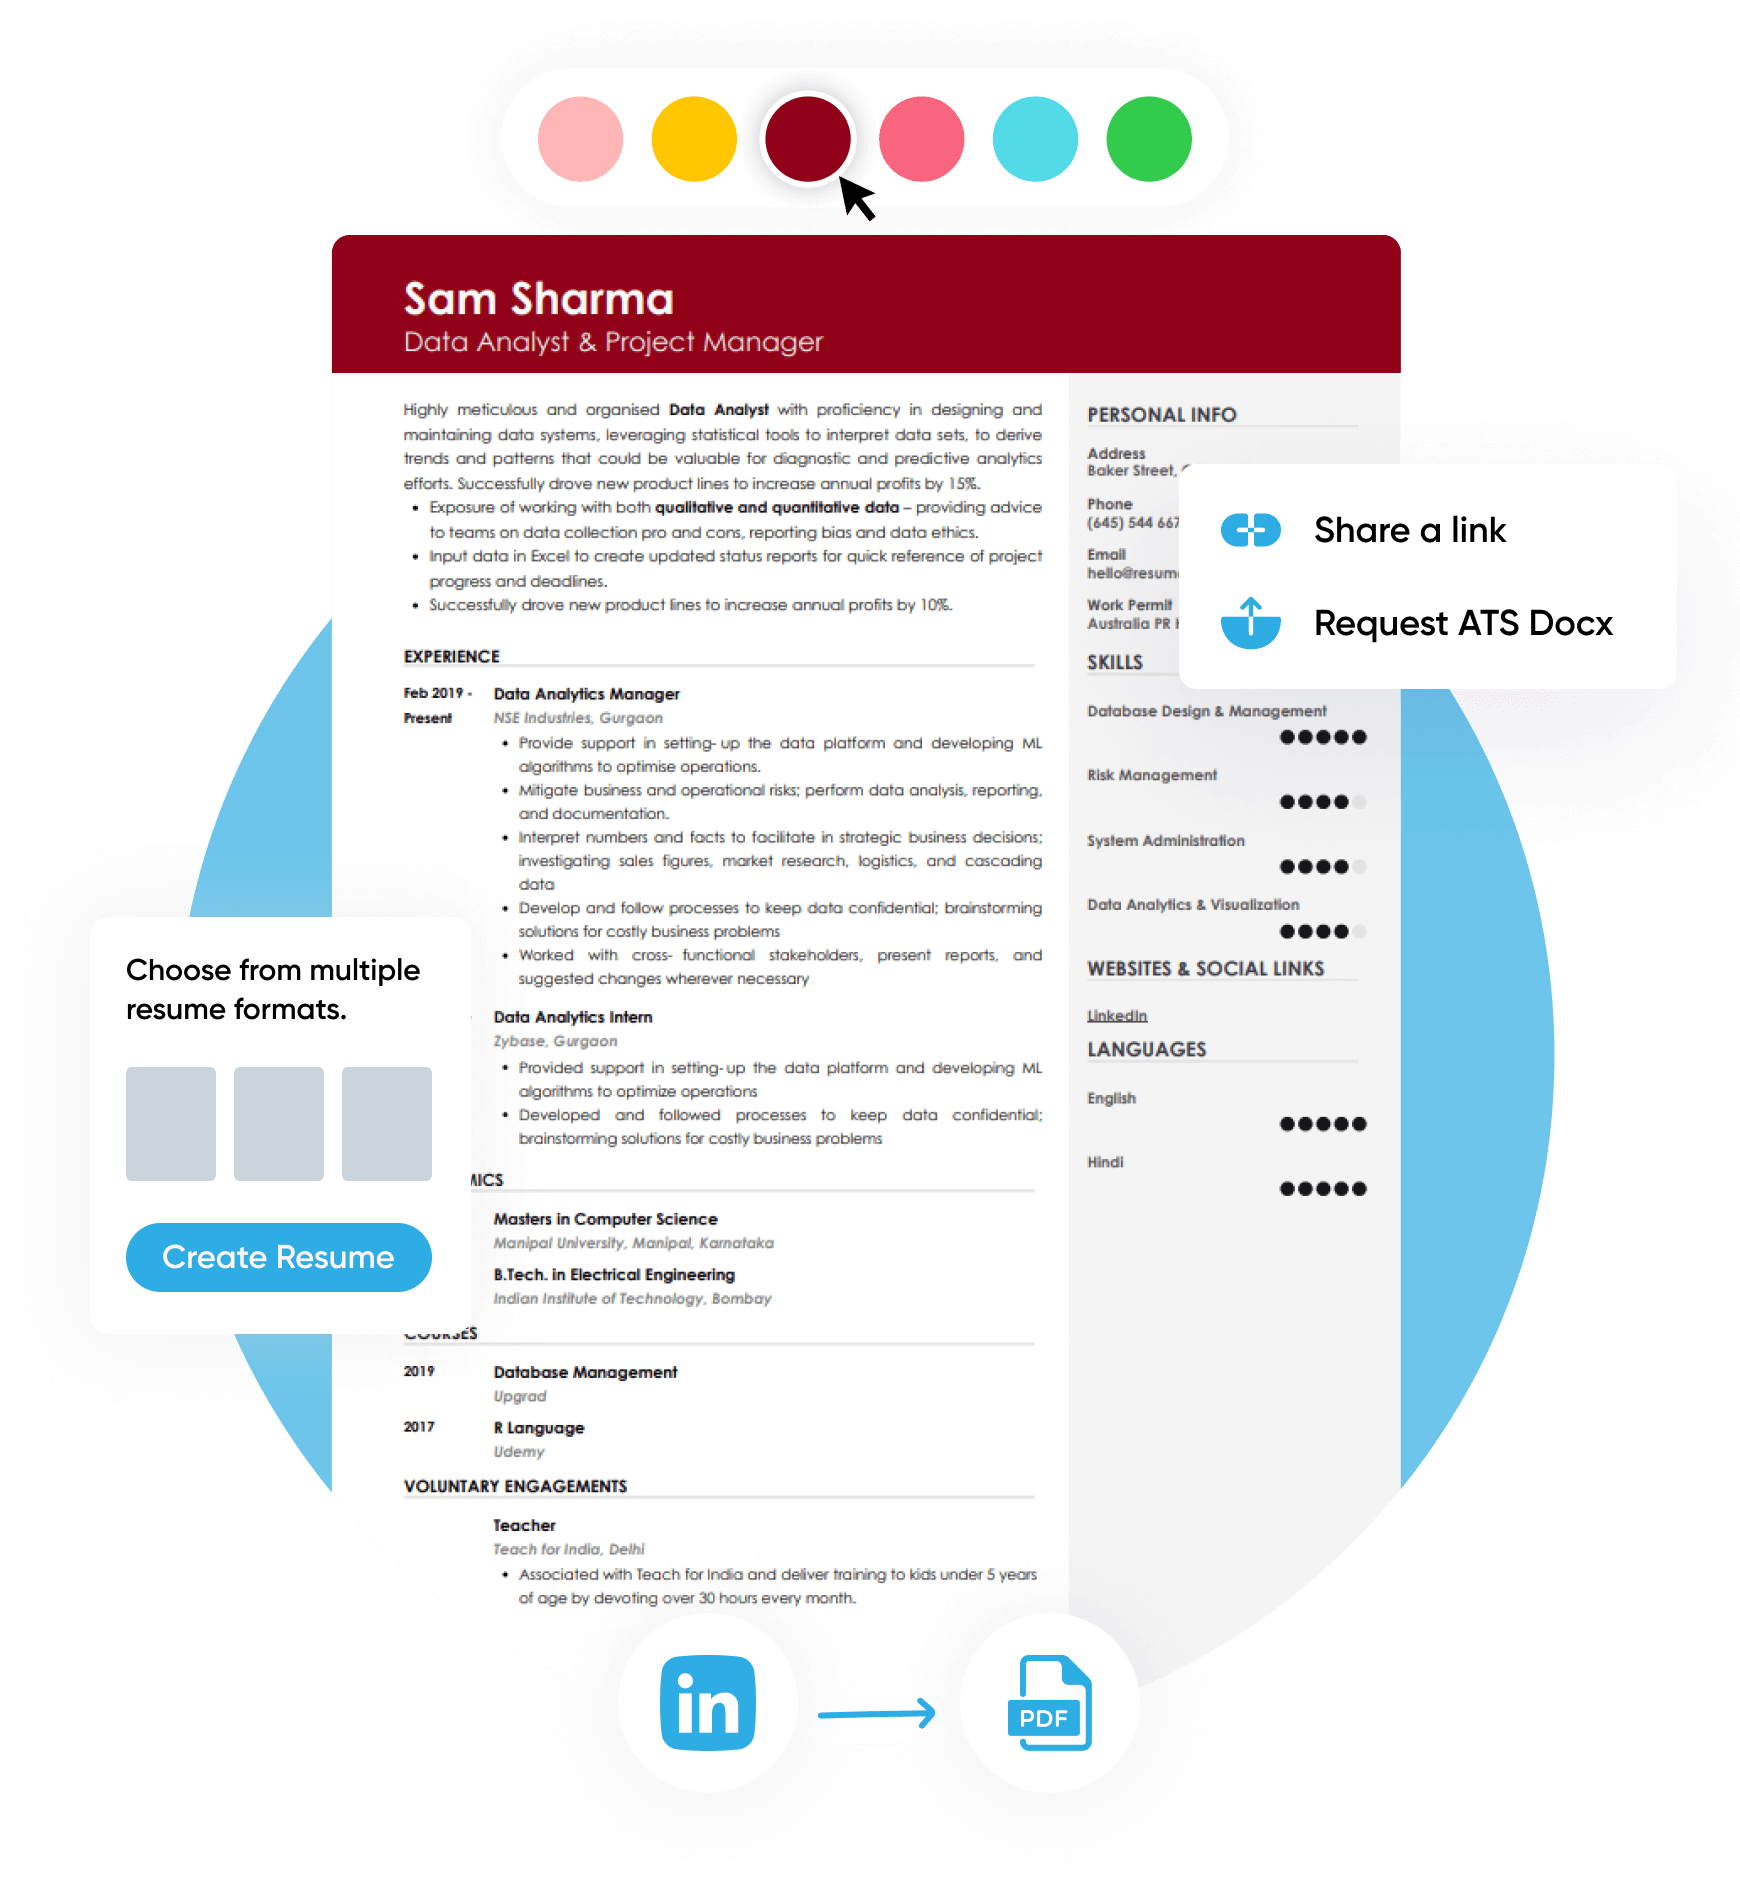 Sam Sharma
Data Analyst & Project Manager
Highly meticulous and organised Data Analyst with proficiency in designing and
maintaining data systems, leveraging statistical tools to interpret data sets, to derive
trends and patterns that could be valuable for diagnostic and predictive analytics
efforts. Successfully drove new product lines to increase annual profits by 15%.
• Exposure of working with both qualitative and quantitative data – providing advice
to teams on data collection pro and cons, reporting bias and data ethics.
• Input data in Excel to create updated status reports for quick reference of project
progress and deadlines.
• Successfully drove new product lines to increase annual profits by 10%.
EXPERIENCE
Feb 2019 - Data Analytics Manager
Present NSE Industries, Gurgaon
• Provide support in setting- up the data platform and developing ML
algorithms to optimise operations.
• Mitigate business and operational risks; perform data analysis, reporting,
and documentation.
• Interpret numbers and facts to facilitate in strategic business decisions;
investigating sales figures, market research, logistics, and cascading
data
• Develop and follow processes to keep data confidential; brainstorming
solutions for costly business problems
• Worked with cross- functional stakeholders, present reports, and
suggested changes wherever necessary
Data Analytics Intern
Zybase, Gurgaon
• Provided support in setting-up the data platform and developing ML
algorithms to optimize operations
• Developed and followed processes to keep data confidential;
brainstorming solutions for costly business problems
MICS
Masters in Computer Science
Manipal University, Manipal, Karnataka
B.Tech. in Electrical Engineering
Indian Institute of Technology, Bombay
COURSES
2019 Database Management
Upgrad
2017 R Language
Udemy
VOLUNTARY ENGAGEMENTS
Teacher
Teach for India, Delhi
• Associated with Teach for India and deliver training to kids under 5 years
of age by devoting over 30 hours every month.
PERSONAL INFO
Address
Baker Street,
Phone
(645) 544 667
Email
hello@resum
Work Permit
Australia PR
SKILLS
Database Design & Management
Risk Management
System Administration
Data Analytics & Visualization
WEBSITES & SOCIAL LINKS
LinkedIn
LANGUAGES
English
Hindi
Share a link
Request ATS Docx
Choose from multiple
resume formats.
Create Resume
in
PDF